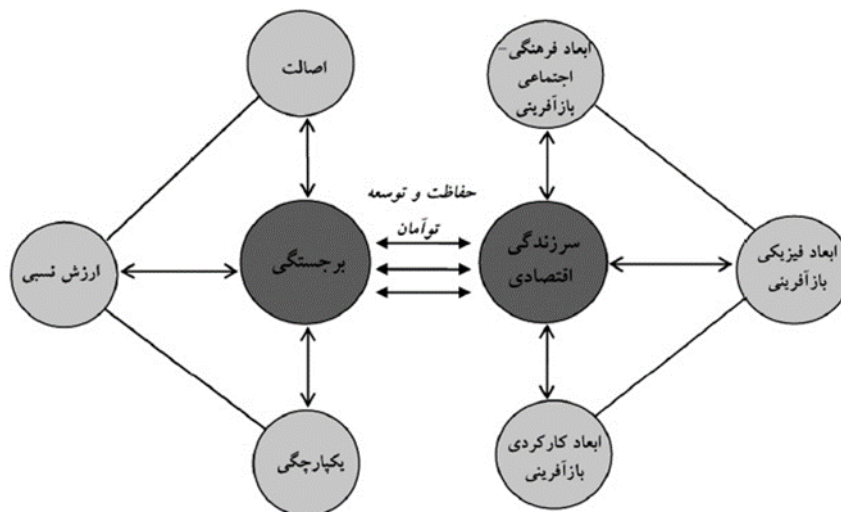 ابعاد فرهنگی-
اجتماعی
بازآفرینی
اصالت
حفاظت و توسعه
توآمان
سرزندگی
اقتصادی
برجستگی
ابعاد فیزیکی
بازآفرینی
ارزش نسبی
ابعاد کارکردی
بازآفرینی
یکپارچگی